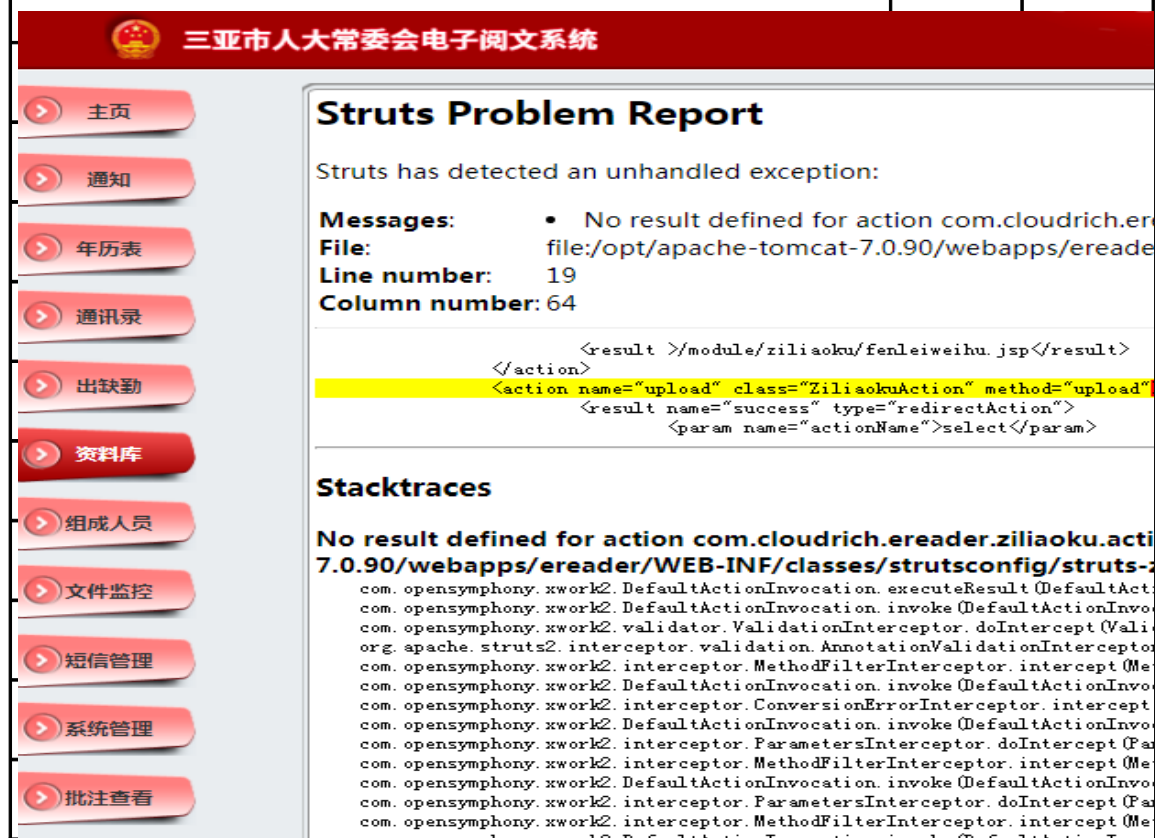 三亚市人大常委会电子阅文系统
主页
通知
年历表
通讯录
出缺勤
资料库
组成人员
文件监控
短信管理
系统管理
批注查看
Struts Problem Report
Struts has detected an unhandled exception:
Messages: • No result defined for action com.cloudrich.er
File: file:/opt/apache-tomcat-7.0.90/webapps/ereade
Line number: 19
Column number: 64
<result >/module/ziliaoku/fenleiweihu.jsp</result>
</action>
<action name="upload" class="ZiliaokuAction" method="upload"
<result name="success" type="redirectAction">
<param name="actionName">select</param>
Stacktraces
No result defined for action com.cloudrich.ereader.ziliaoku.acti
7.0.90/webapps/ereader/WEB-INF/classes/strutsconfig/struts-z
com.opensymphony.xwork2.DefaultActionInvocation.executeResult(DefaultActi
com.opensymphony.xwork2.DefaultActionInvocation.invoke(DefaultActionInvo
com.opensymphony.xwork2.validator.ValidationInterceptor.doIntercept(Vali
org.apache.struts2.interceptor.validation.AnnotationValidationInterceptor
com.opensymphony.xwork2.interceptor.MethodFilterInterceptor.intercept(Me
com.opensymphony.xwork2.DefaultActionInvocation.invoke(DefaultActionInvo
com.opensymphony.xwork2.interceptor.ConversionErrorInterceptor.intercept
com.opensymphony.xwork2.DefaultActionInvocation.invoke(DefaultActionInvo
com.opensymphony.xwork2.interceptor.ParametersInterceptor.doIntercept(Par
com.opensymphony.xwork2.interceptor.MethodFilterInterceptor.intercept(Me
com.opensymphony.xwork2.DefaultActionInvocation.invoke(DefaultActionInvo
com.opensymphony.xwork2.interceptor.ParametersInterceptor.doIntercept(Par
com.opensymphony.xwork2.interceptor.MethodFilterInterceptor.intercept(Me